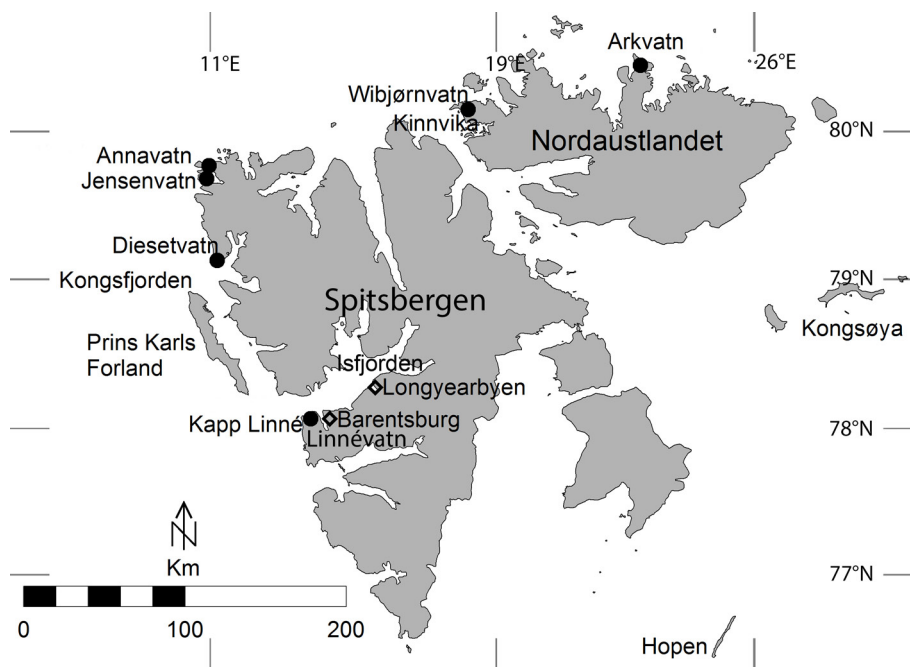 Arkvatn
11°E
19°E
26°E
Wibjørnvatn
Kinnvika
80°N
Nordaustlandet
Annavatn
Jensenvatn
Diesetvatn
Kongsfjorden
79°N
Spitsbergen
Kongsøya
Prins Karls
Forland
Isfjorden
Longyearbyen
Kapp Linné
Barentsburg
Linnévatn
78°N
N
Km
77°N
0
100
200
Hopen